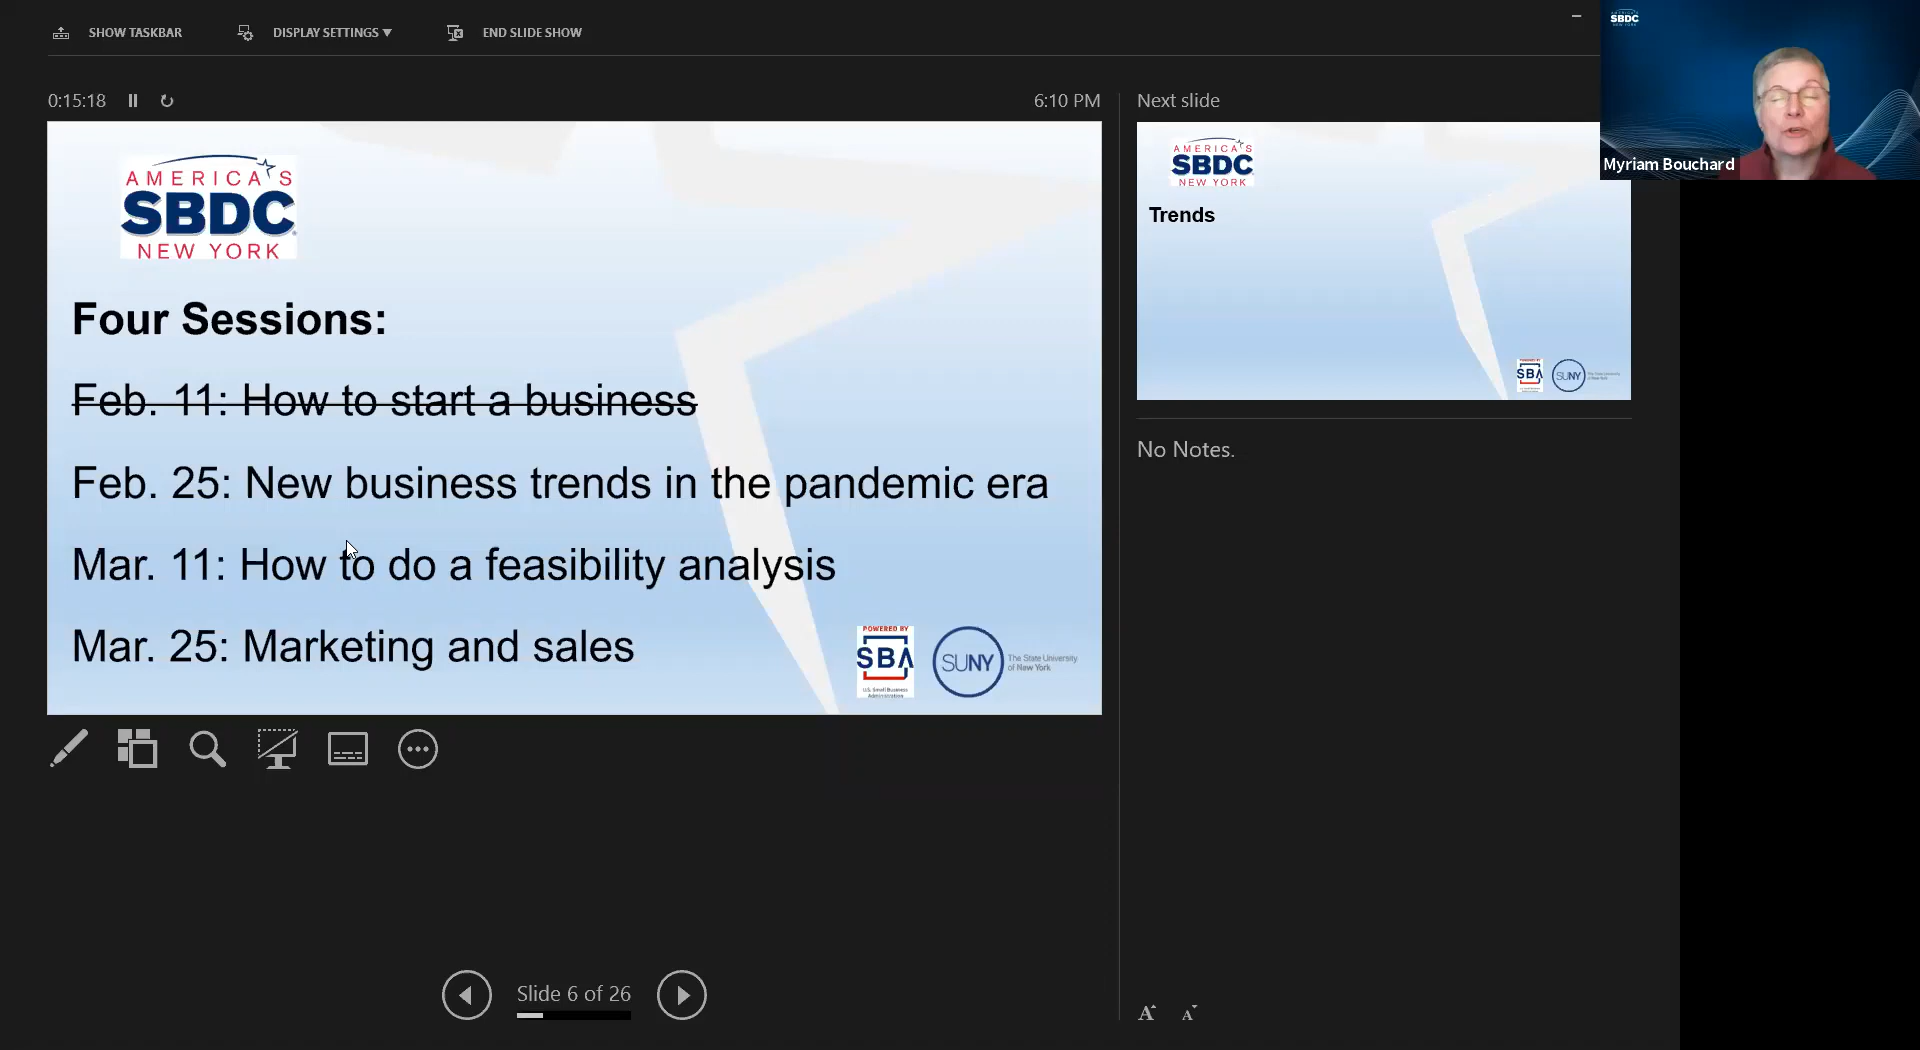 SHOW TASKBAR
DISPLAY SETTINGS ▼
END SLIDE SHOW
0:15:18
6:10 PM
AMERICA'S
SBDC
NEW YORK
Four Sessions:
Feb. 11: How to start a business
Feb. 25: New business trends in the pandemic era
Mar. 11: How to do a feasibility analysis
Mar. 25: Marketing and sales
POWERED BY
SBA
U.S. Small Business
Administration
SUNY
The State University
of New York
Slide 6 of 26
Next slide
AMERICA'S
SBDC
NEW YORK
Trends
SBA
SUNY
No Notes.
A
A
SBDC
Myriam Bouchard